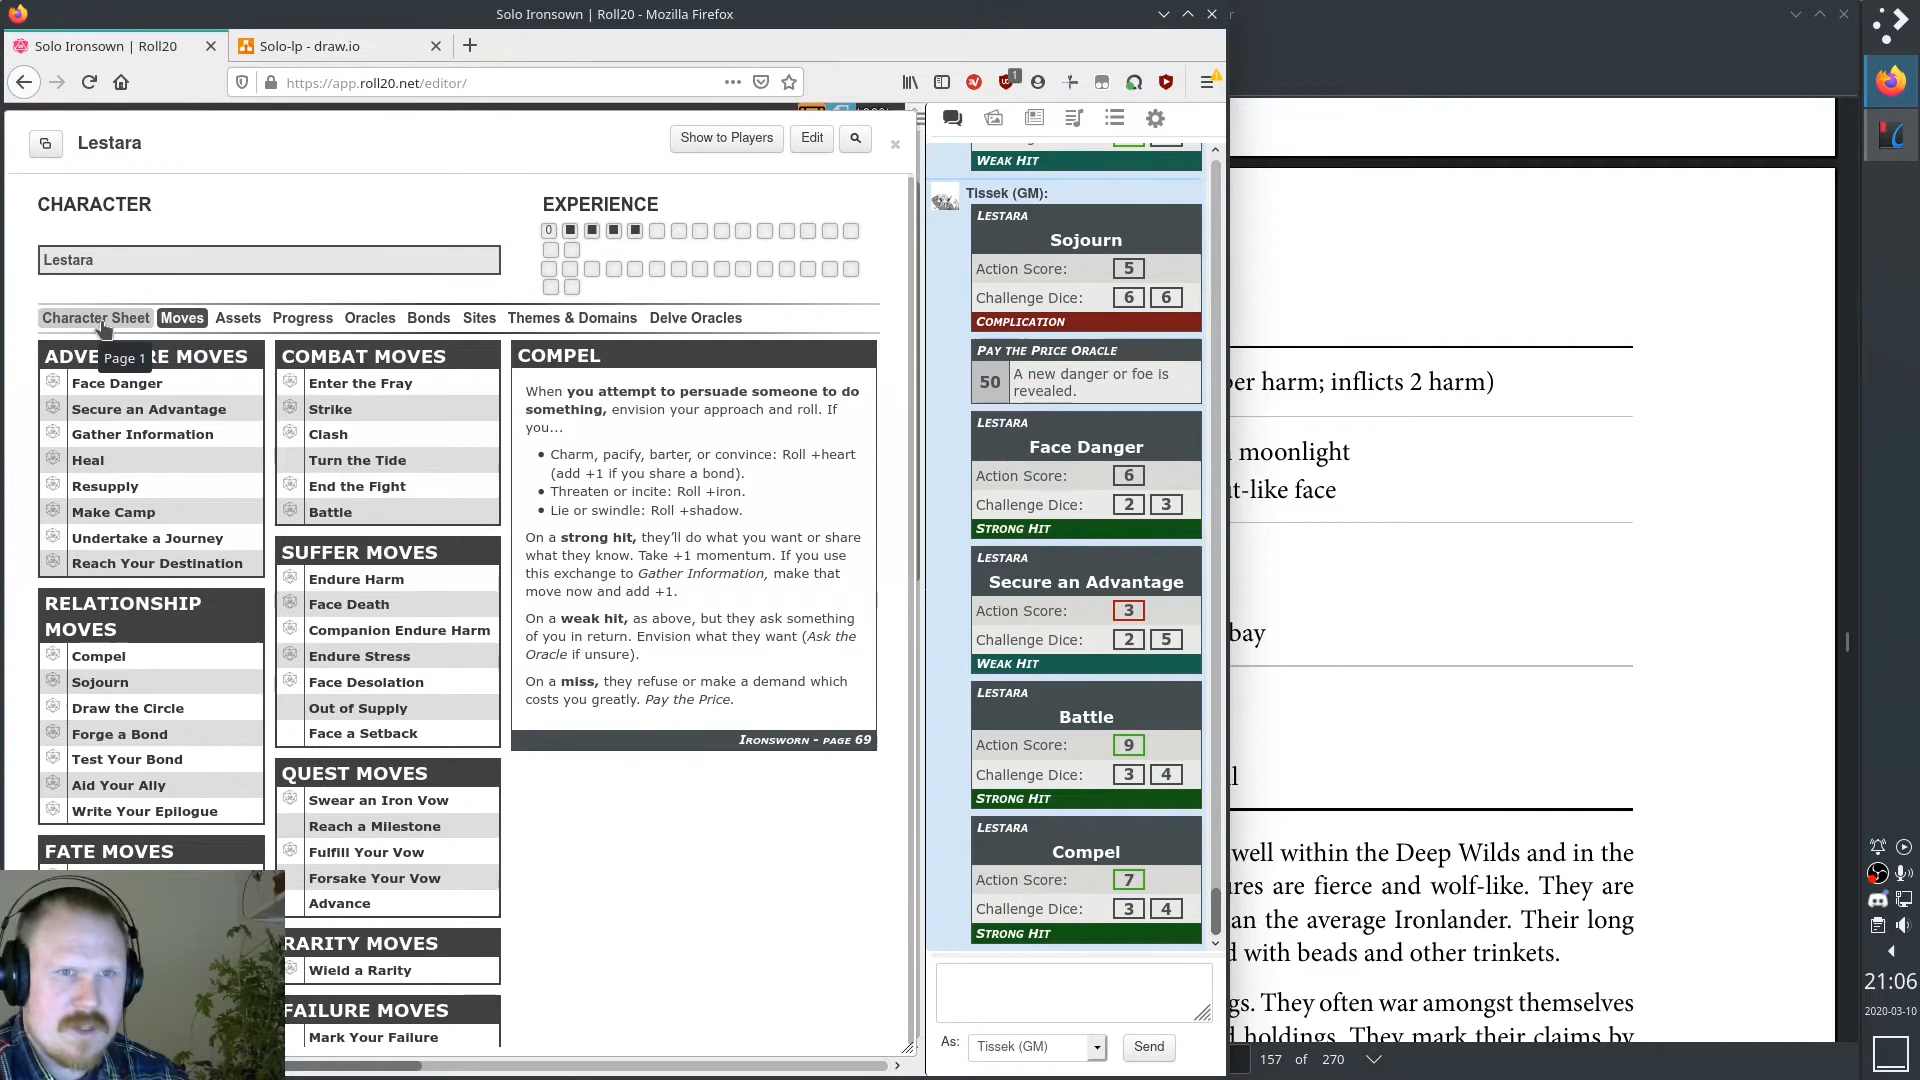 Solo Ironsown | Roll20 - Mozilla Firefox
Solo Ironsown | Roll20
Solo-lp - draw.io
https://app.roll20.net/editor/
1
Lestara
Show to Players
Edit
CHARACTER
EXPERIENCE
0
Lestara
Character Sheet
Moves
Assets
Progress
Oracles
Bonds
Sites
Themes & Domains
Delve Oracles
Page 1
ADVE RE MOVES
Face Danger
Secure an Advantage
Gather Information
Heal
Resupply
Make Camp
Undertake a Journey
Reach Your Destination
RELATIONSHIP
MOVES
Compel
Sojourn
Draw the Circle
Forge a Bond
Test Your Bond
Aid Your Ally
Write Your Epilogue
FATE MOVES
COMBAT MOVES
Enter the Fray
Strike
Clash
Turn the Tide
End the Fight
Battle
SUFFER MOVES
Endure Harm
Face Death
Companion Endure Harm
Endure Stress
Face Desolation
Out of Supply
Face a Setback
QUEST MOVES
Swear an Iron Vow
Reach a Milestone
Fulfill Your Vow
Forsake Your Vow
Advance
RARITY MOVES
Wield a Rarity
FAILURE MOVES
Mark Your Failure
COMPEL
When you attempt to persuade someone to do
something, envision your approach and roll. If
you...
• Charm, pacify, barter, or convince: Roll +heart
(add +1 if you share a bond).
• Threaten or incite: Roll +iron.
• Lie or swindle: Roll +shadow.
On a strong hit, they'll do what you want or share
what they know. Take +1 momentum. If you use
this exchange to Gather Information, make that
move now and add +1.
On a weak hit, as above, but they ask something
of you in return. Envision what they want (Ask the
Oracle if unsure).
On a miss, they refuse or make a demand which
costs you greatly. Pay the Price.
IRONSWORN - PAGE 69
WEAK HIT
Tissek (GM):
LESTARA
Sojourn
Action Score: 5
Challenge Dice: 6 6
COMPLICATION
PAY THE PRICE ORACLE
50 A new danger or foe is
revealed.
LESTARA
Face Danger
Action Score: 6
Challenge Dice: 2 3
STRONG HIT
LESTARA
Secure an Advantage
Action Score: 3
Challenge Dice: 2 5
WEAK HIT
LESTARA
Battle
Action Score: 9
Challenge Dice: 3 4
STRONG HIT
LESTARA
Compel
Action Score: 7
Challenge Dice: 3 4
STRONG HIT
As:
Tissek (GM)
Send
er harm; inflicts 2 harm)
moonlight
t-like face
bay
l
well within the Deep Wilds and in the
res are fierce and wolf-like. They are
an the average Ironlander. Their long
d with beads and other trinkets.
gs. They often war amongst themselves
holdings. They mark their claims by
157 of 270
21:06
2020-03-10